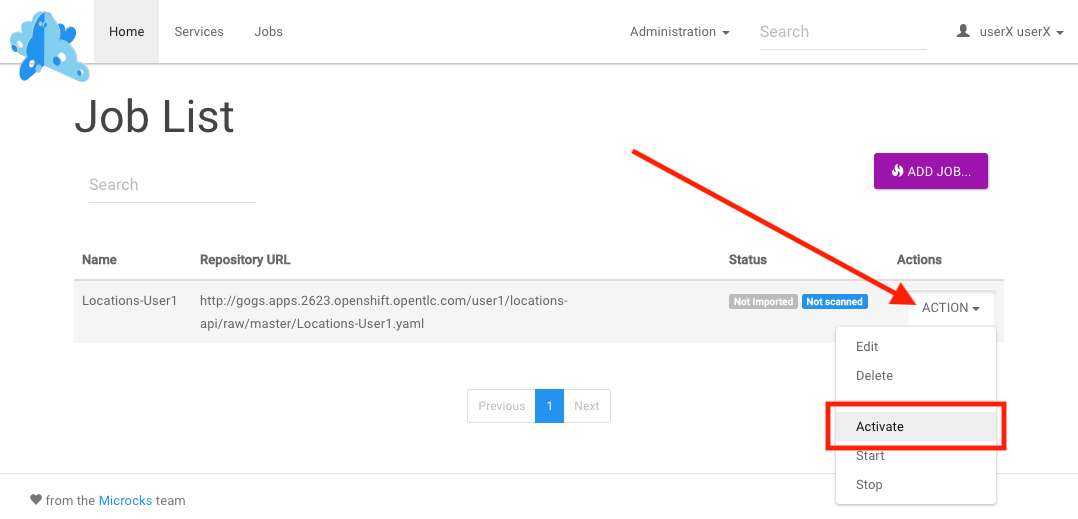 Home Services Jobs Administration Search userX userX
Job List
Search
ADD JOB...
Name Repository URL Status Actions
Locations-User1 http://gogs.apps.2623.openshift.opentlc.com/user1/locations- Not Imported Not scanned ACTION
api/raw/master/Locations-User1.yaml
Edit
Delete
Previous 1 Next
Activate
Start
Stop
from the Microcks team